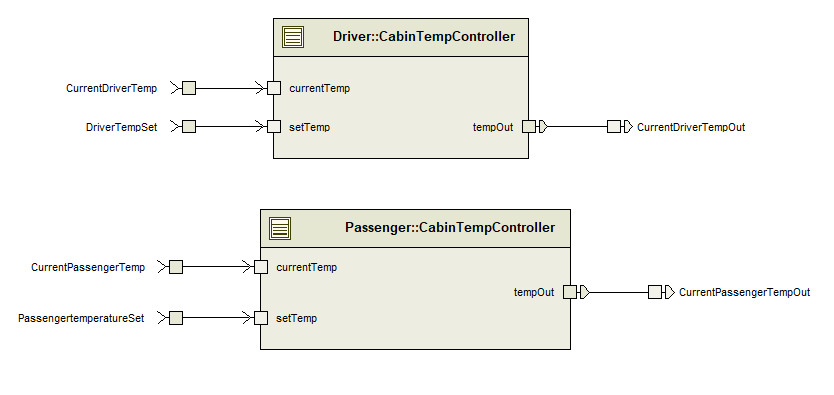 Driver::CabinTempController
CurrentDriverTemp
currentTemp
DriverTempSet
setTemp
tempOut
CurrentDriverTempOut
Passenger::CabinTempController
CurrentPassengerTemp
currentTemp
tempOut
CurrentPassengerTempOut
PassengertemperatureSet
setTemp